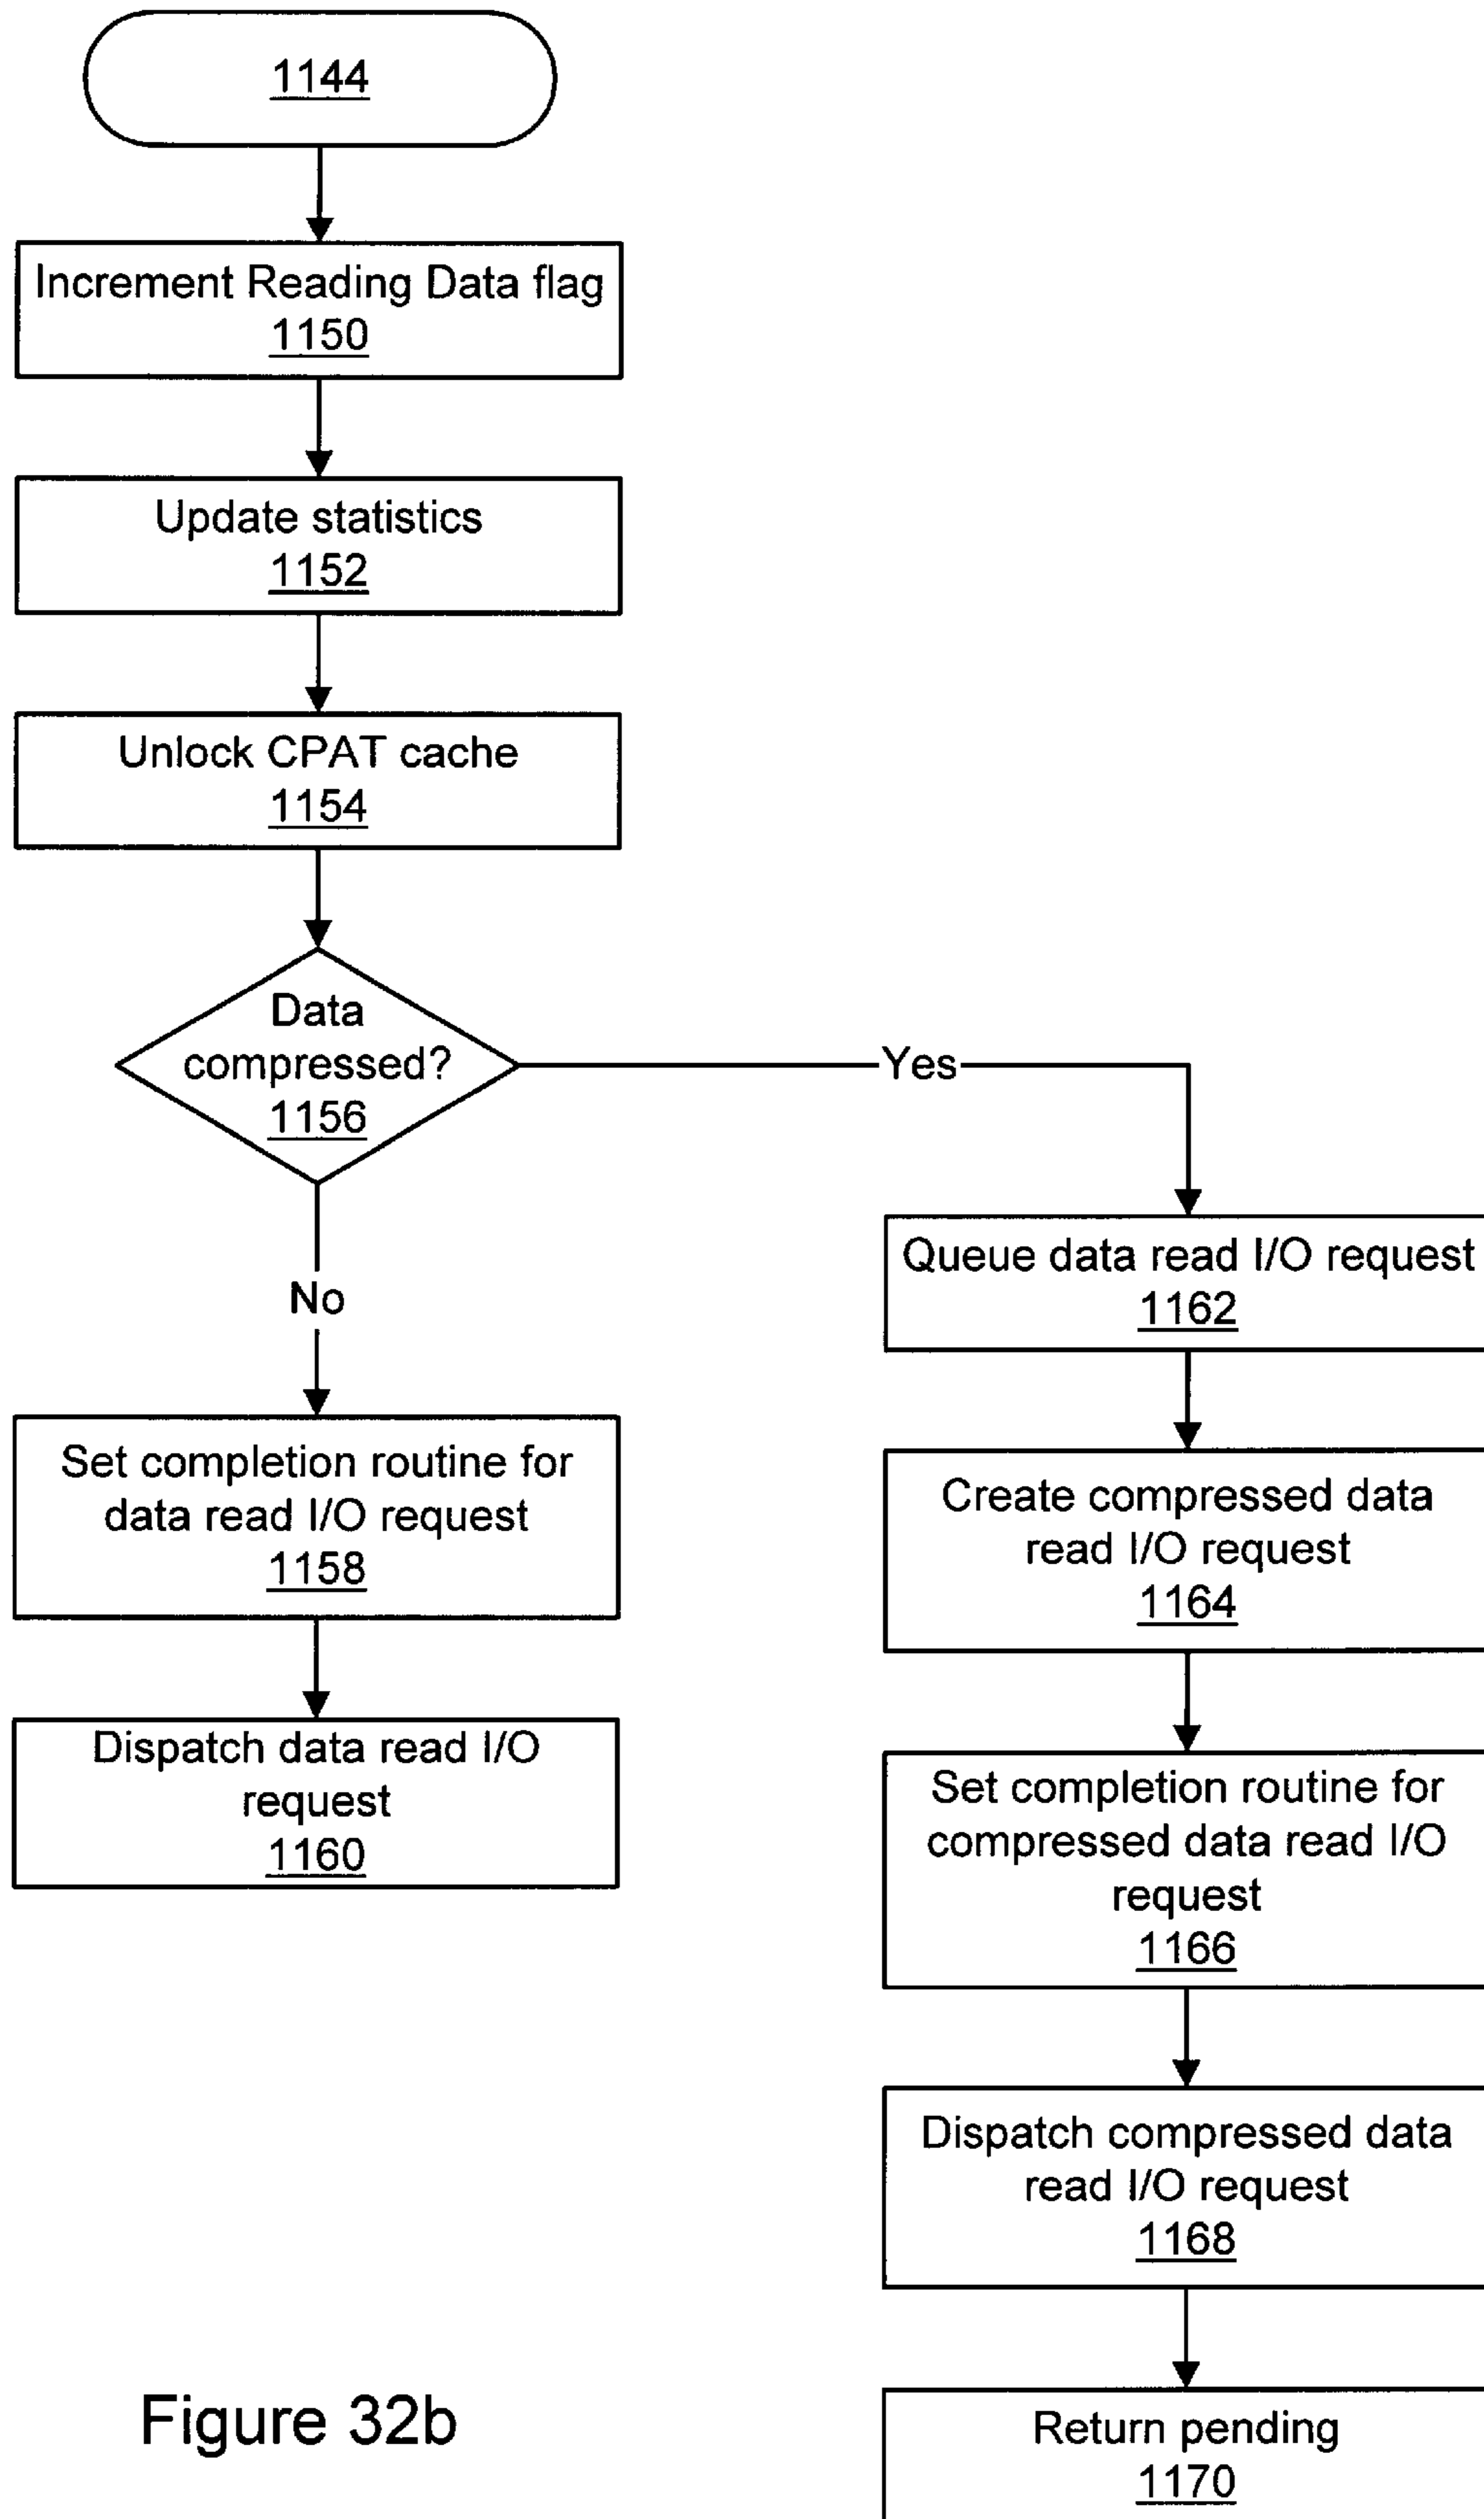 1144
Increment Reading Data flag
1150
Update statistics
1152
Unlock CPAT cache
1154
Data
compressed?
1156
Yes
No
Set completion routine for
data read I/O request
1158
Dispatch data read I/O
request
1160
Queue data read I/O request
1162
Create compressed data
read I/O request
1164
Set completion routine for
compressed data read I/O
request
1166
Dispatch compressed data
read I/O request
1168
Return pending
1170
Figure 32b